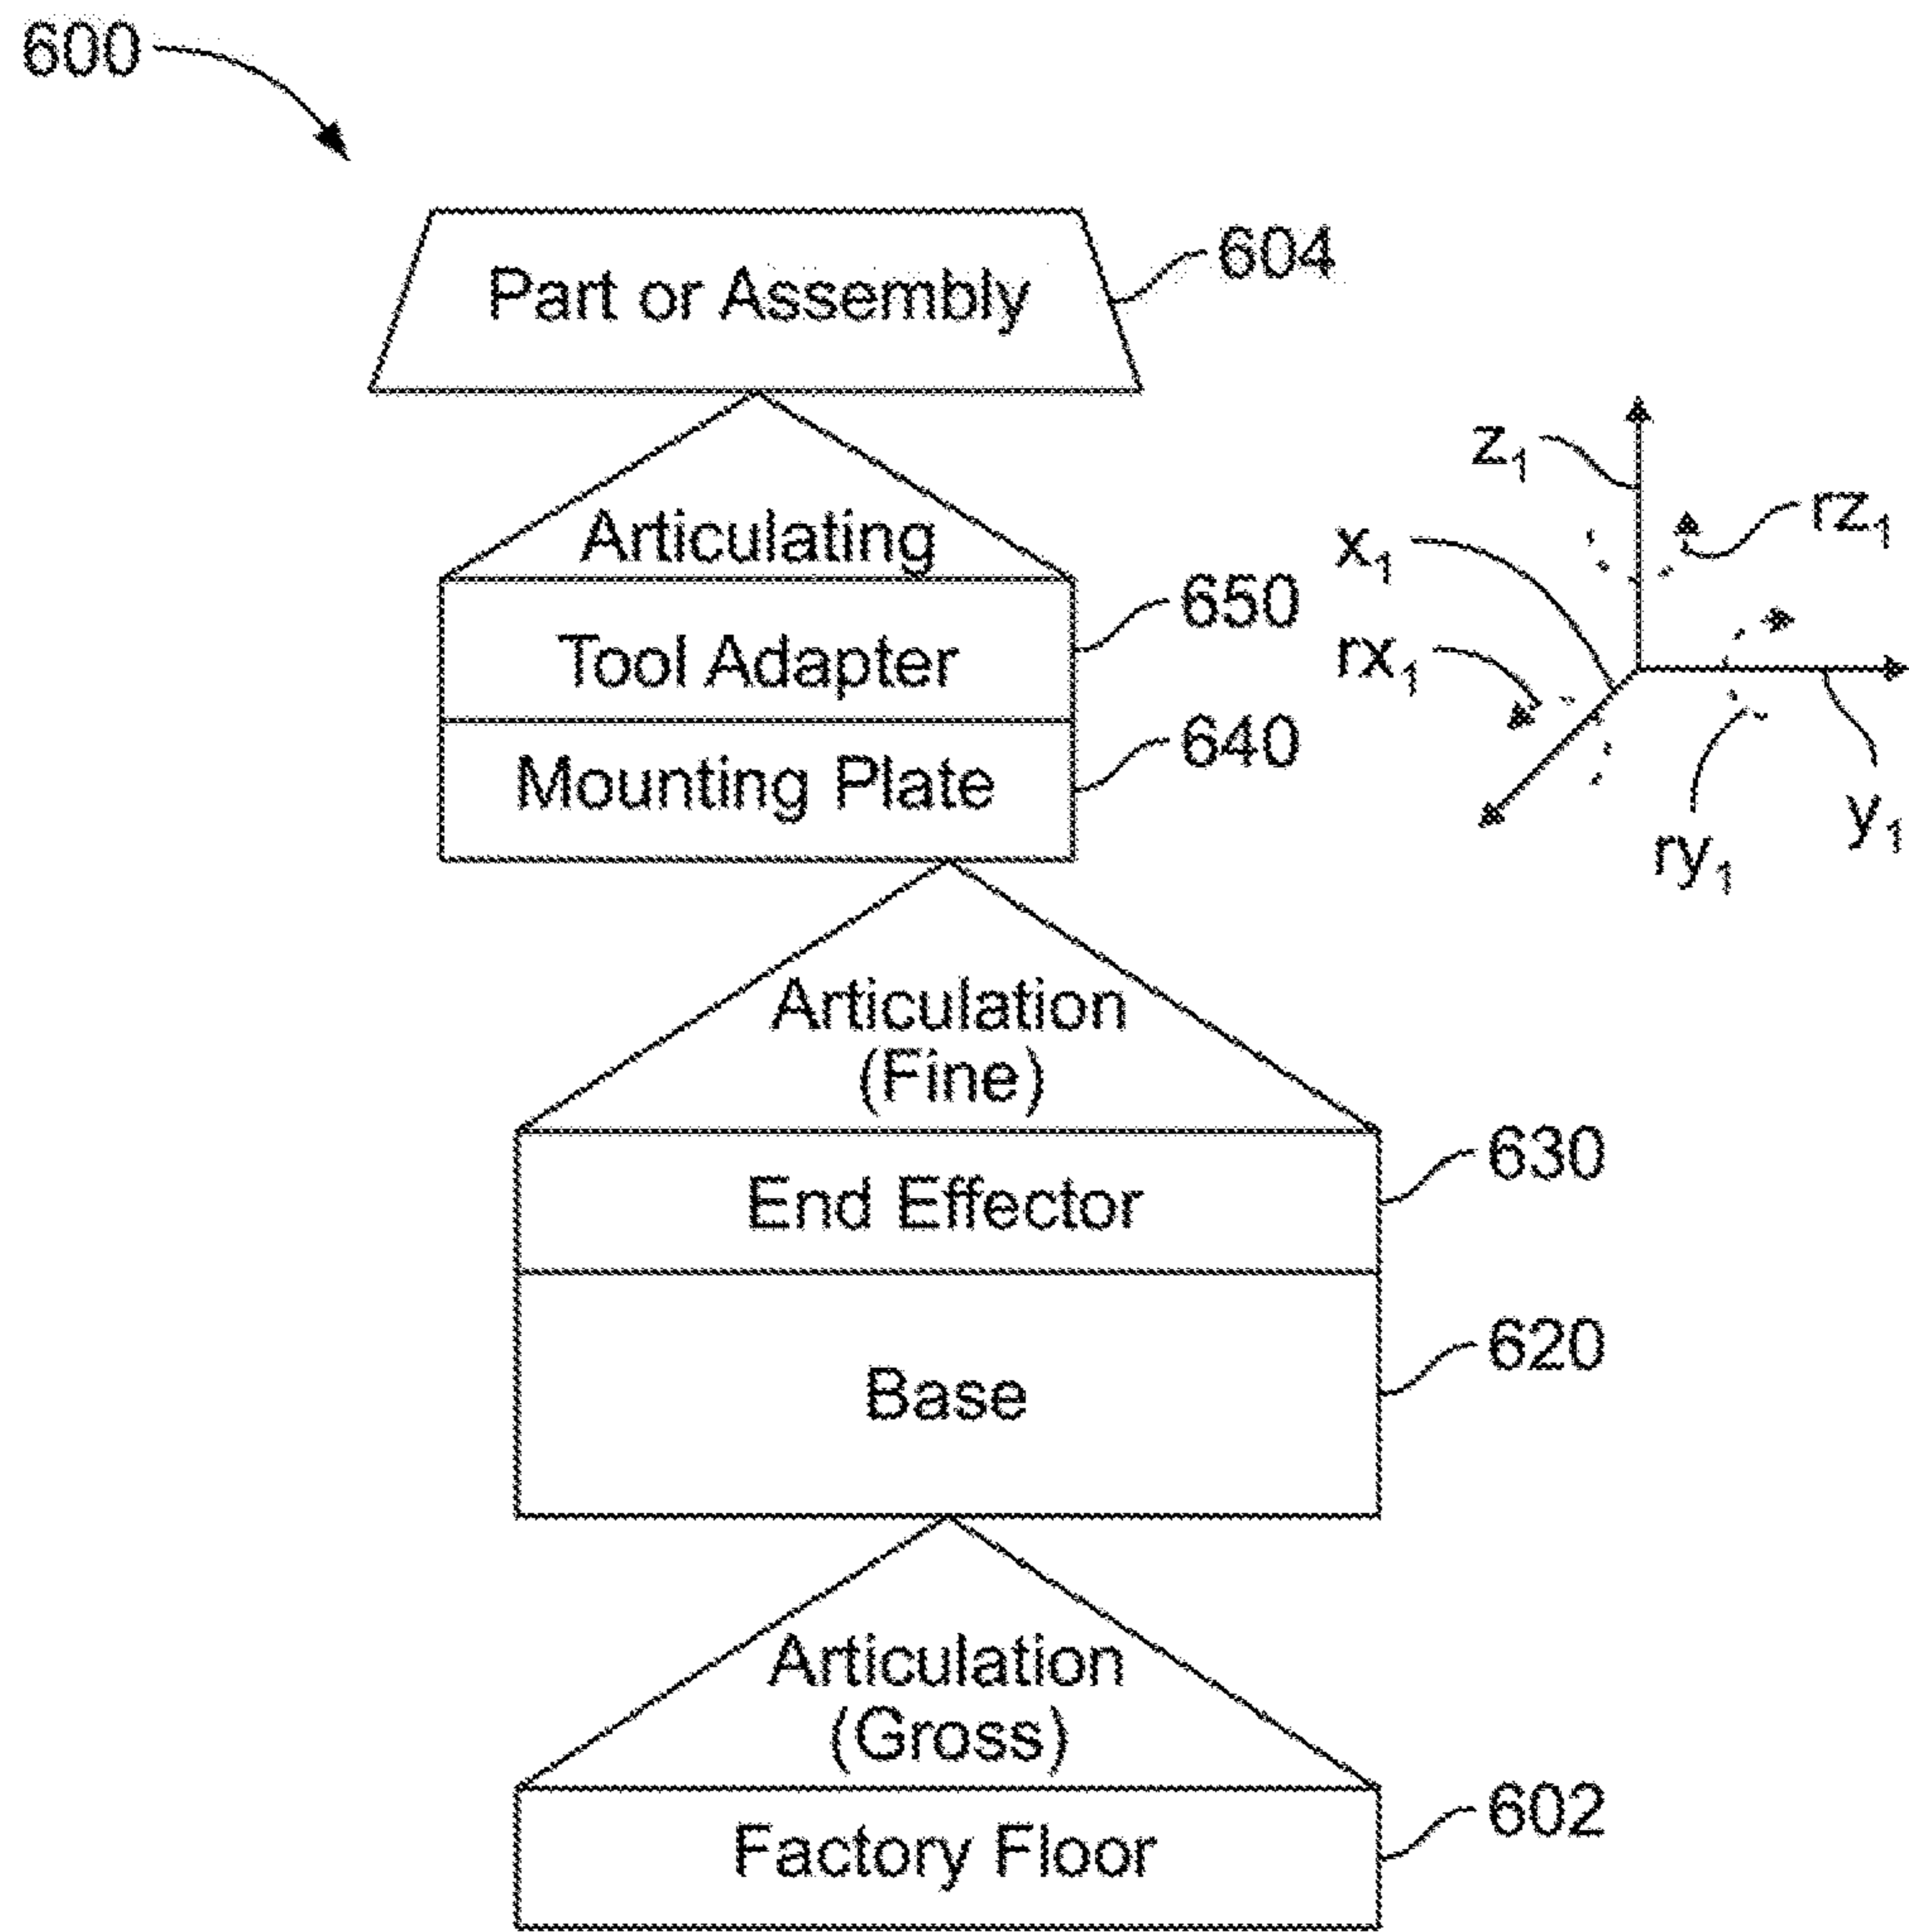 600
Part or Assembly
604
Articulating
Tool Adapter
650
Mounting Plate
640
z₁
rz₁
x₁
rx₁
ry₁
y₁
Articulation
(Fine)
End Effector
630
Base
620
Articulation
(Gross)
Factory Floor
602